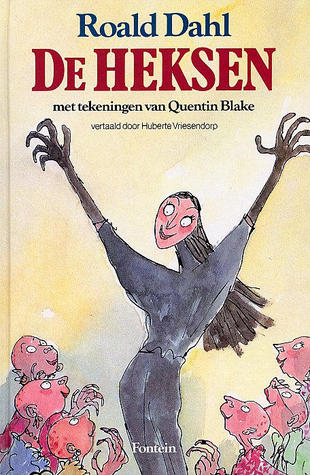 Roald Dahl
DE HEKSEN
met tekeningen van Quentin Blake
vertaald door Huberte Vriesendorp
Fontein